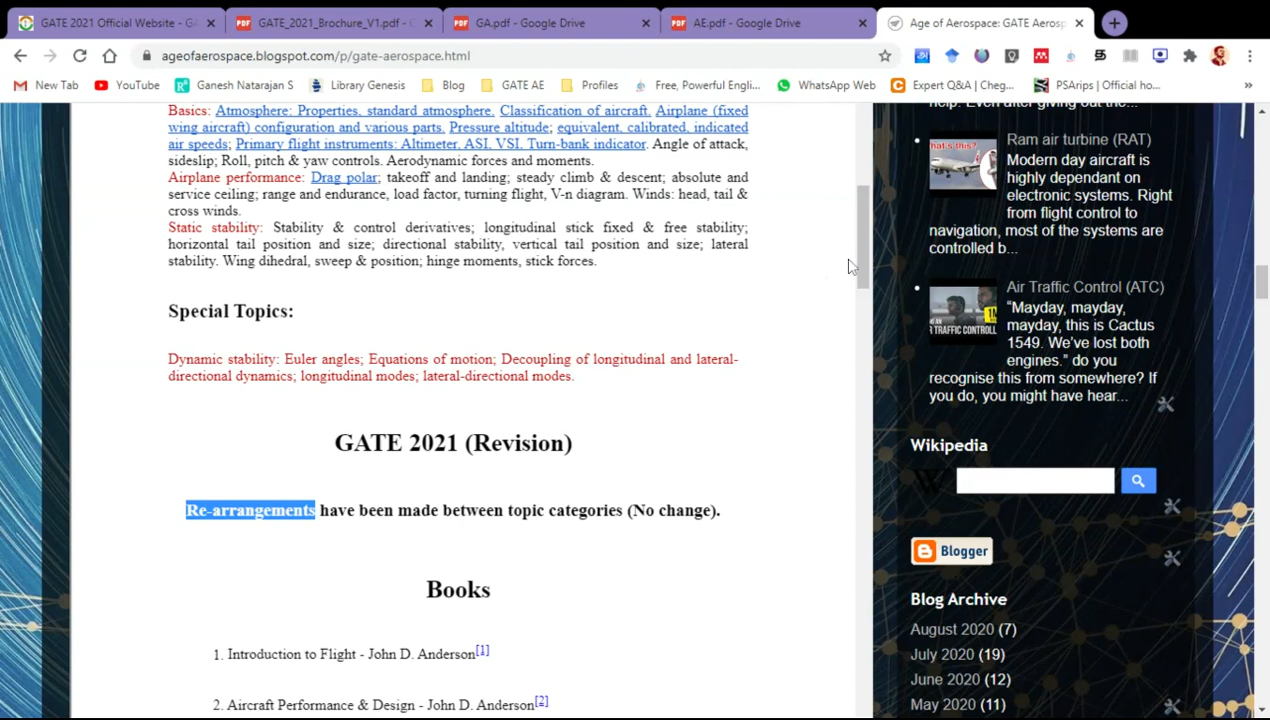 GATE 2021 Official Website - GA
GATE_2021_Brochure_V1.pdf - G
GA.pdf - Google Drive
AE.pdf - Google Drive
Age of Aerospace: GATE Aerosp
ageofaerospace.blogspot.com/p/gate-aerospace.html
New Tab
YouTube
Ganesh Natarajan S
Library Genesis
Blog
GATE AE
Profiles
Free, Powerful Engli...
WhatsApp Web
Expert Q&A | Cheg...
PSArips | Official ho...
Basics: Atmosphere: Properties, standard atmosphere. Classification of aircraft. Airplane (fixed
wing aircraft) configuration and various parts. Pressure altitude; equivalent, calibrated, indicated
air speeds; Primary flight instruments: Altimeter, ASI, VSI, Turn-bank indicator. Angle of attack,
sideslip; Roll, pitch & yaw controls. Aerodynamic forces and moments.
Airplane performance: Drag polar; takeoff and landing; steady climb & descent; absolute and
service ceiling; range and endurance, load factor, turning flight, V-n diagram. Winds: head, tail &
cross winds.
Static stability: Stability & control derivatives; longitudinal stick fixed & free stability;
horizontal tail position and size; directional stability, vertical tail position and size; lateral
stability. Wing dihedral, sweep & position; hinge moments, stick forces.
Special Topics:
Dynamic stability: Euler angles; Equations of motion; Decoupling of longitudinal and lateral-
directional dynamics; longitudinal modes; lateral-directional modes.
GATE 2021 (Revision)
Re-arrangements have been made between topic categories (No change).
Books
1. Introduction to Flight - John D. Anderson[1]
2. Aircraft Performance & Design - John D. Anderson[2]
help. Even after giving out the...
hat's this?
Ram air turbine (RAT)
Modern day aircraft is
highly dependant on
electronic systems. Right
from flight control to
navigation, most of the systems are
controlled b...
R TRAFFIC CONTROLL
Air Traffic Control (ATC)
“Mayday, mayday,
mayday, this is Cactus
1549. We’ve lost both
engines.” do you
recognise this from somewhere? If
you do, you might have hear...
Wikipedia
W
Blogger
Blog Archive
August 2020 (7)
July 2020 (19)
June 2020 (12)
May 2020 (11)